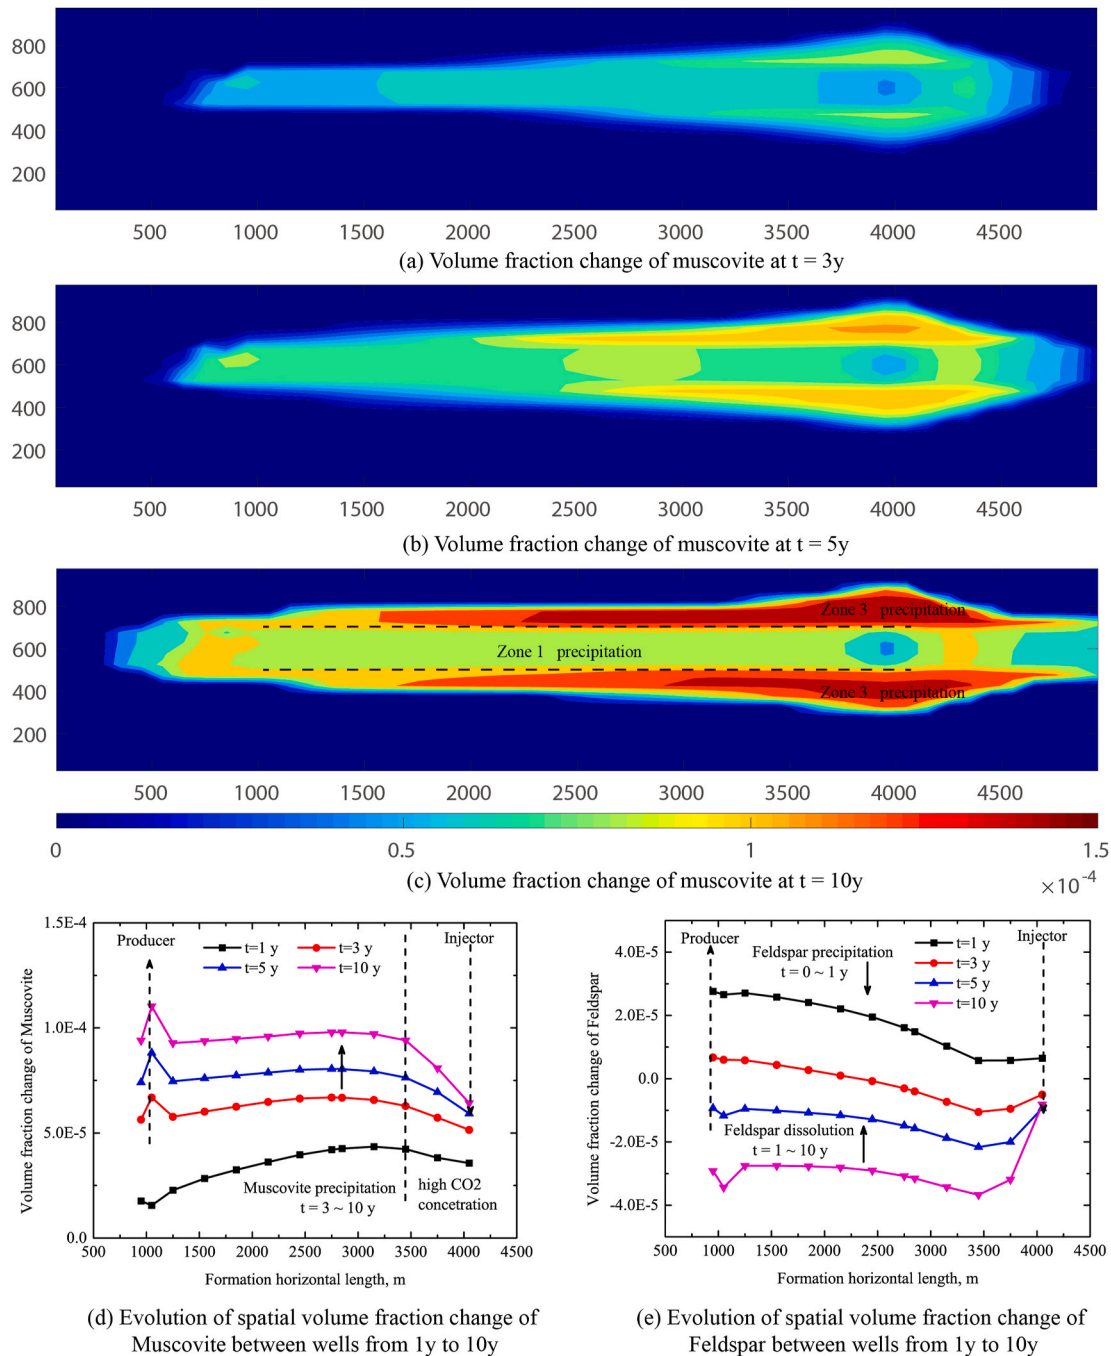 800
600
400
200
500 1000 1500 2000 2500 3000 3500 4000 4500
(a) Volume fraction change of muscovite at t = 3y
800
600
400
200
500 1000 1500 2000 2500 3000 3500 4000 4500
(b) Volume fraction change of muscovite at t = 5y
800
600
400
200
Zone 3 precipitation
Zone 1 precipitation
Zone 3 precipitation
500 1000 1500 2000 2500 3000 3500 4000 4500
0 0.5 1 1.5
×10-4
(c) Volume fraction change of muscovite at t = 10y
Volume fraction change of Muscovite
1.5E-4
1.0E-4
5.0E-5
0.0
Producer
t=1 y t=3 y
t=5 y t=10 y
Injector
Muscovite precipitation
t = 3 ~ 10 y
high CO2
concetration
500 1000 1500 2000 2500 3000 3500 4000 4500
Formation horizontal length, m
(d) Evolution of spatial volume fraction change of
Muscovite between wells from 1y to 10y
Volume fraction change of Feldspar
4.0E-5
2.0E-5
0.0
-2.0E-5
-4.0E-5
Producer
Feldspar precipitation
t = 0 ~ 1 y
t=1 y
t=3 y
t=5 y
t=10 y
Injector
Feldspar dissolution
t = 1 ~ 10 y
500 1000 1500 2000 2500 3000 3500 4000 4500
Formation horizontal length, m
(e) Evolution of spatial volume fraction change of
Feldspar between wells from 1y to 10y